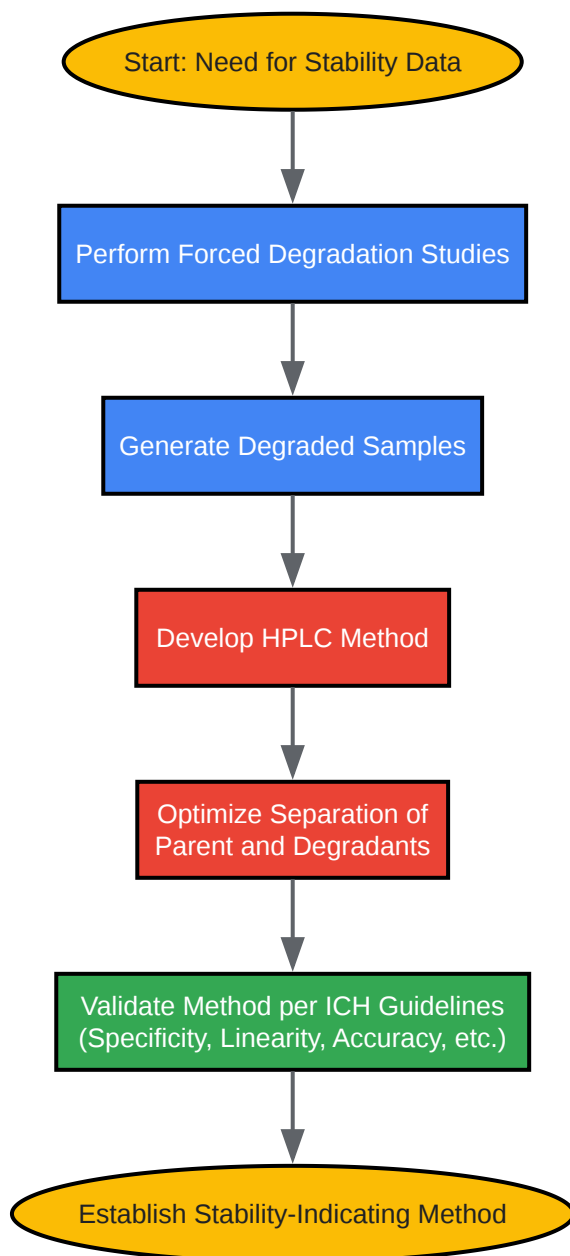 Start: Need for Stability Data
Perform Forced Degradation Studies
Generate Degraded Samples
Develop HPLC Method
Optimize Separation of
Parent and Degradants
Validate Method per ICH Guidelines
(Specificity, Linearity, Accuracy, etc.)
Establish Stability-Indicating Method